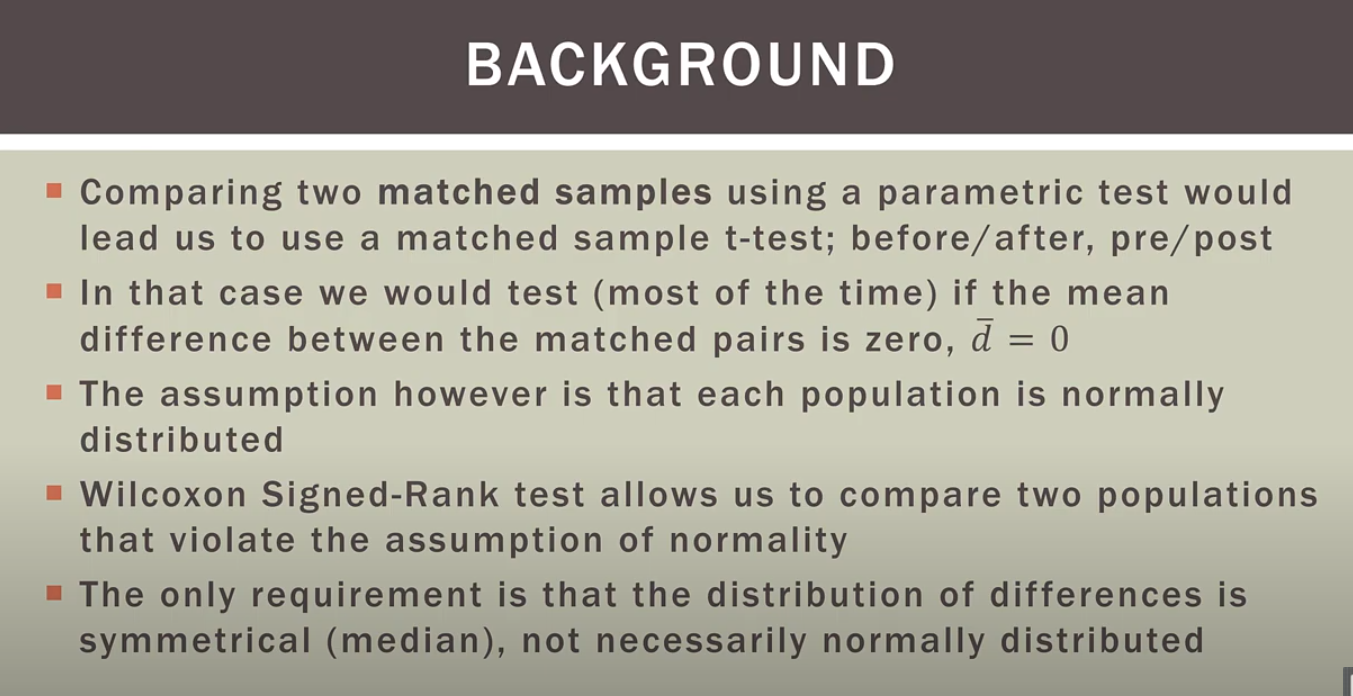 BACKGROUND
▪ Comparing two matched samples using a parametric test would
lead us to use a matched sample t-test; before/after, pre/post
▪ In that case we would test (most of the time) if the mean
difference between the matched pairs is zero, d̄ = 0
▪ The assumption however is that each population is normally
distributed
▪ Wilcoxon Signed-Rank test allows us to compare two populations
that violate the assumption of normality
▪ The only requirement is that the distribution of differences is
symmetrical (median), not necessarily normally distributed